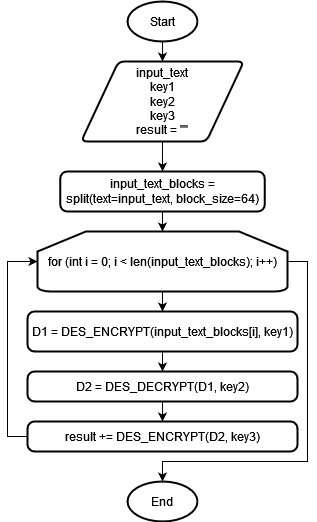 Start
input_text
key1
key2
key3
result = ""
input_text_blocks =
split(text=input_text, block_size=64)
for (int i = 0; i < len(input_text_blocks); i++)
D1 = DES_ENCRYPT(input_text_blocks[i], key1)
D2 = DES_DECRYPT(D1, key2)
result += DES_ENCRYPT(D2, key3)
End